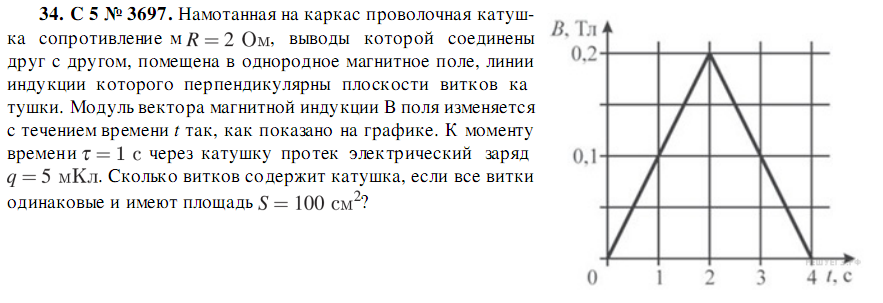 34. C 5 № 3697. Намотанная на каркас проволочная катуш-
ка сопротивление м R = 2 Ом, выводы которой соединены
друг с другом, помещена в однородное магнитное поле, линии
индукции которого перпендикулярны плоскости витков ка
тушки. Модуль вектора магнитной индукции B поля изменяется
с течением времени t так, как показано на графике. К моменту
времени τ = 1 с через катушку протек электрический заряд
q = 5 мКл. Сколько витков содержит катушка, если все витки
одинаковые и имеют площадь S = 100 см²?
B, Тл
0,2
0,1
0 1 2 3 4 t, с